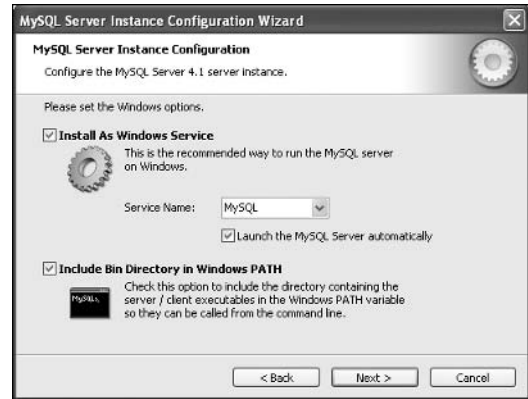 MySQL Server Instance Configuration Wizard
MySQL Server Instance Configuration
Configure the MySQL Server 4.1 server instance.
Please set the Windows options.
Install As Windows Service
This is the recommended way to run the MySQL server
on Windows.
Service Name: MySQL
Launch the MySQL Server automatically
Include Bin Directory in Windows PATH
Check this option to include the directory containing the
server / client executables in the Windows PATH variable
so they can be called from the command line.
< Back Next > Cancel